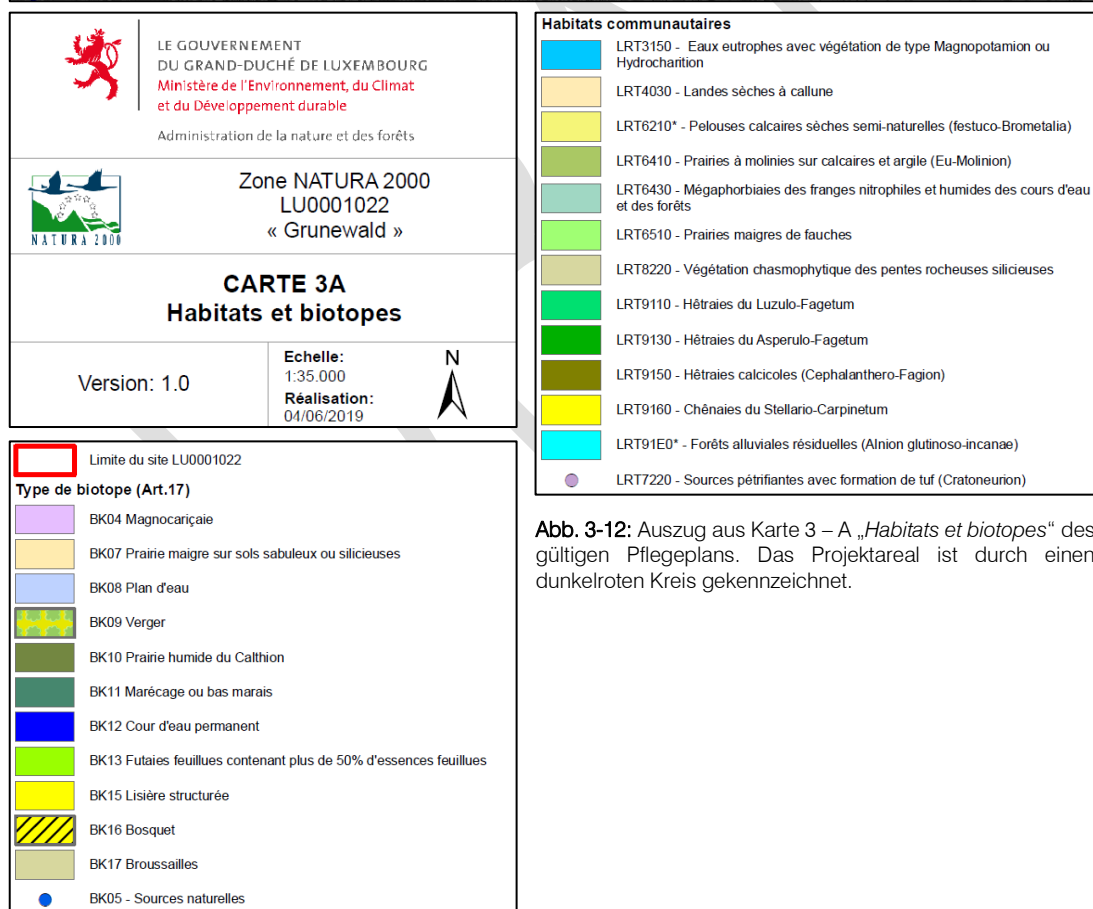 LE GOUVERNEMENT
DU GRAND-DUCHÉ DE LUXEMBOURG
Ministère de l'Environnement, du Climat
et du Développement durable
Administration de la nature et des forêts
NATURA 2000
Zone NATURA 2000
LU0001022
« Grunewald »
CARTE 3A
Habitats et biotopes
Version: 1.0
Echelle:
1:35.000
Réalisation:
04/06/2019
N
Limite du site LU0001022
Type de biotope (Art.17)
BK04 Magnocariçaie
BK07 Prairie maigre sur sols sabuleux ou silicieuses
BK08 Plan d'eau
BK09 Verger
BK10 Prairie humide du Calthion
BK11 Marécage ou bas marais
BK12 Cour d'eau permanent
BK13 Futaies feuillues contenant plus de 50% d'essences feuillues
BK15 Lisière structurée
BK16 Bosquet
BK17 Broussailles
BK05 - Sources naturelles
Habitats communautaires
LRT3150 - Eaux eutrophes avec végétation de type Magnopotamion ou
Hydrocharition
LRT4030 - Landes sèches à callune
LRT6210* - Pelouses calcaires sèches semi-naturelles (festuco-Brometalia)
LRT6410 - Prairies à molinies sur calcaires et argile (Eu-Molinion)
LRT6430 - Mégaphorbiaies des franges nitrophiles et humides des cours d'eau
et des forêts
LRT6510 - Prairies maigres de fauches
LRT8220 - Végétation chasmophytique des pentes rocheuses silicieuses
LRT9110 - Hêtraies du Luzulo-Fagetum
LRT9130 - Hêtraies du Asperulo-Fagetum
LRT9150 - Hêtraies calcicoles (Cephalanthero-Fagion)
LRT9160 - Chênaies du Stellario-Carpinetum
LRT91E0* - Forêts alluviales résiduelles (Alnion glutinoso-incanae)
LRT7220 - Sources pétrifiantes avec formation de tuf (Cratoneurion)
Abb. 3-12: Auszug aus Karte 3 – A „Habitats et biotopes“ des
gültigen Pflegeplans. Das Projektareal ist durch einen
dunkelroten Kreis gekennzeichnet.